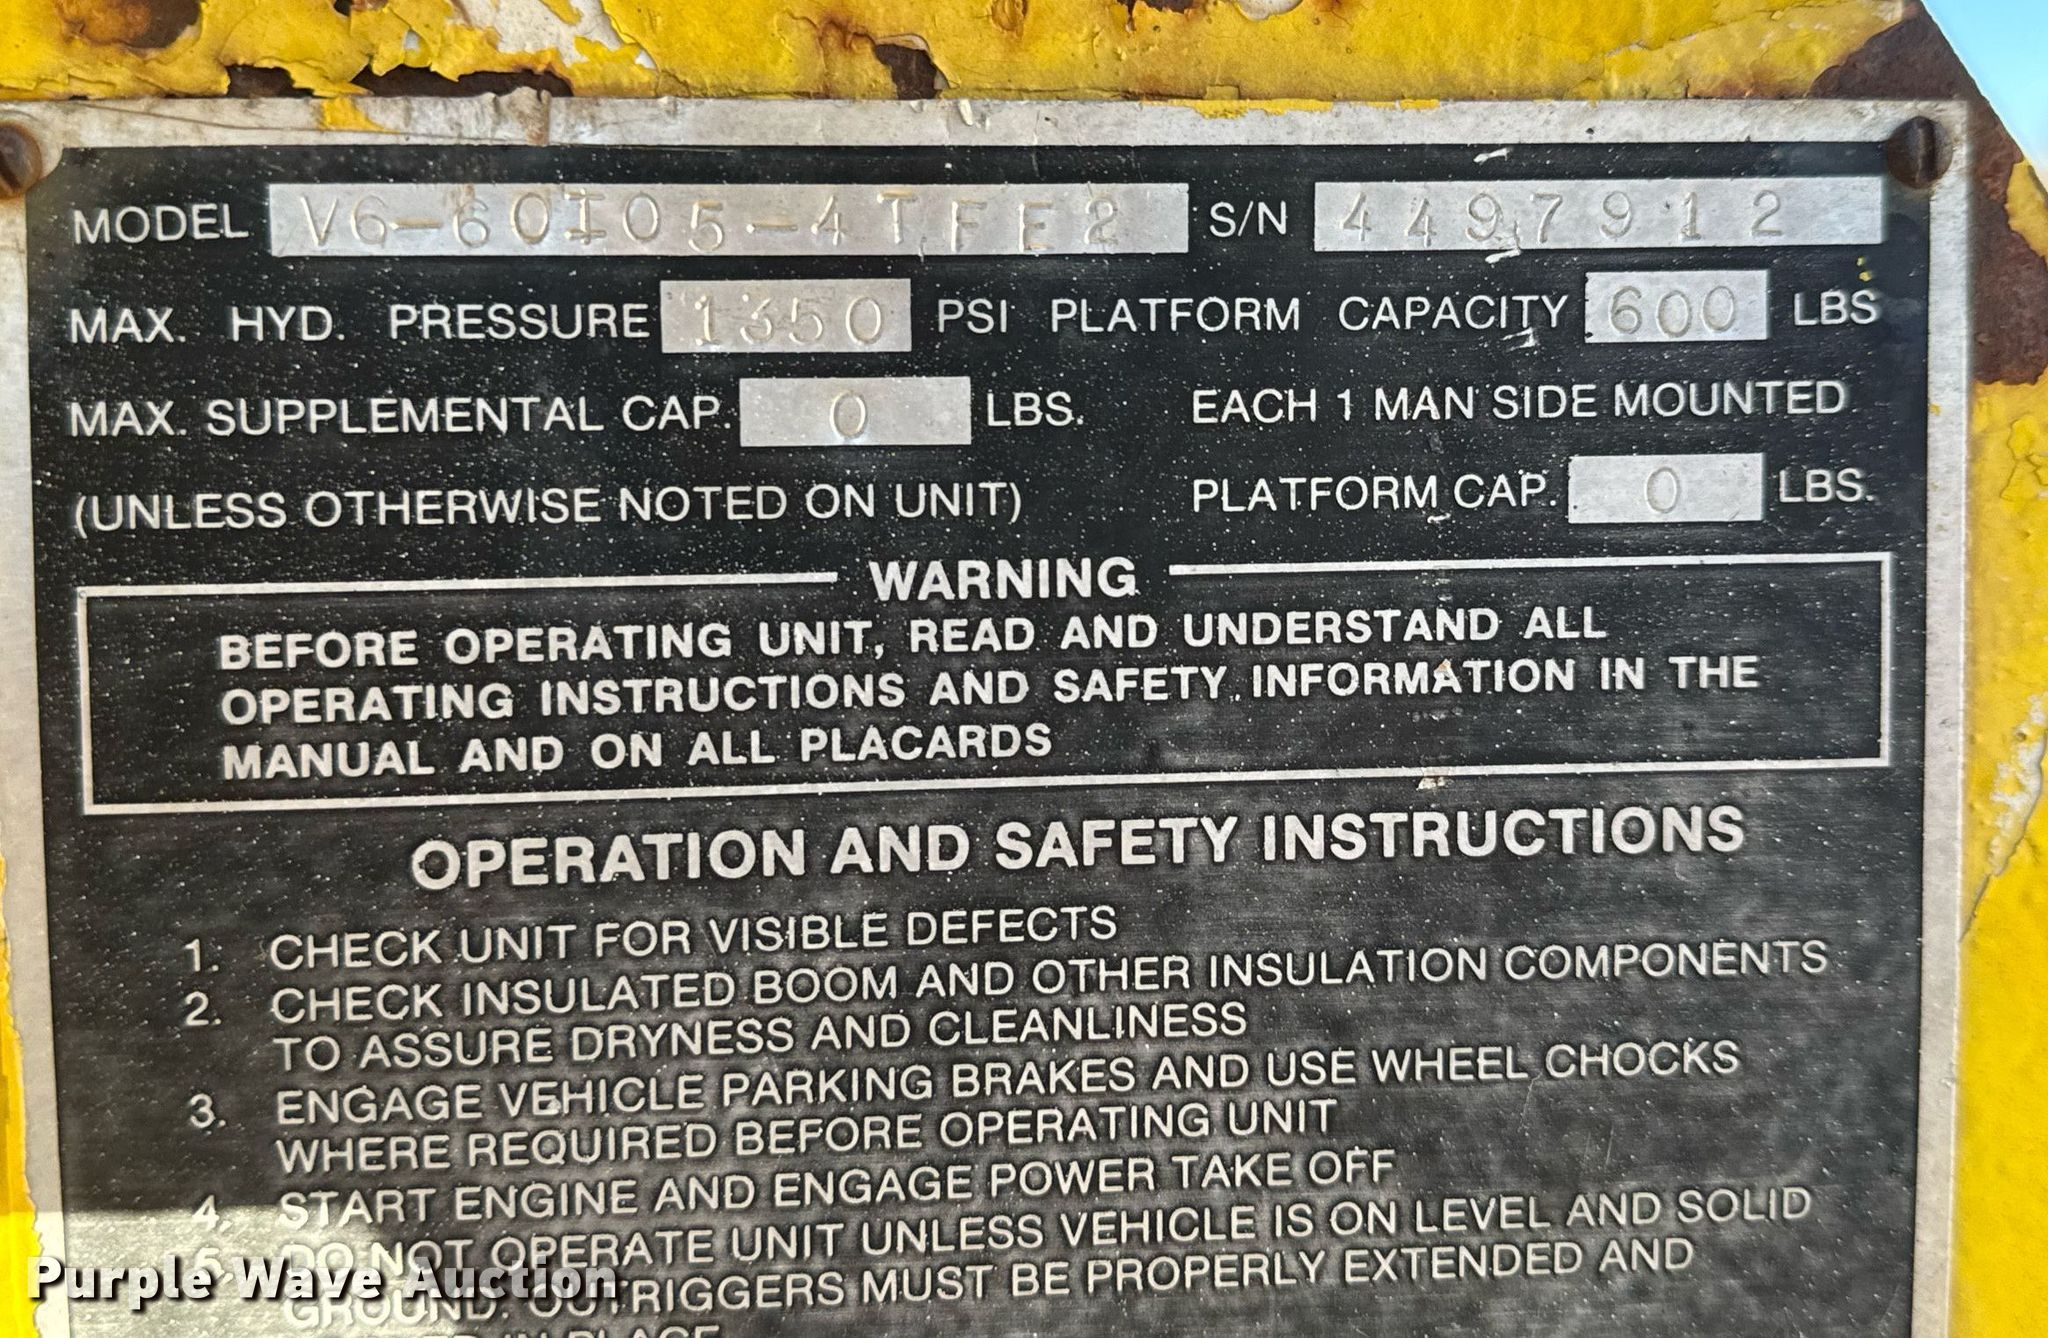 MODEL V6-60I05-4TFE2 S/N 4497912
MAX. HYD. PRESSURE 1350 PSI PLATFORM CAPACITY 600 LBS
MAX. SUPPLEMENTAL CAP. 0 LBS. EACH 1 MAN SIDE MOUNTED
(UNLESS OTHERWISE NOTED ON UNIT) PLATFORM CAP. 0 LBS.
WARNING
BEFORE OPERATING UNIT, READ AND UNDERSTAND ALL
OPERATING INSTRUCTIONS AND SAFETY INFORMATION IN THE
MANUAL AND ON ALL PLACARDS
OPERATION AND SAFETY INSTRUCTIONS
1. CHECK UNIT FOR VISIBLE DEFECTS
2. CHECK INSULATED BOOM AND OTHER INSULATION COMPONENTS
TO ASSURE DRYNESS AND CLEANLINESS
3. ENGAGE VEHICLE PARKING BRAKES AND USE WHEEL CHOCKS
WHERE REQUIRED BEFORE OPERATING UNIT
4. START ENGINE AND ENGAGE POWER TAKE OFF
5. DO NOT OPERATE UNIT UNLESS VEHICLE IS ON LEVEL AND SOLID
GROUND. OUTRIGGERS MUST BE PROPERLY EXTENDED AND
IN PLACE
Purple Wave Auction